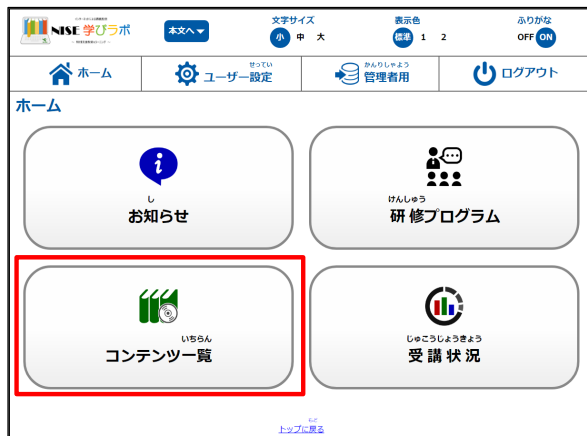 NISE 学びラボ
本文へ
文字サイズ
小 中 大
表示色
標準 1 2
ふりがな
OFF ON
ホーム
せってい
ユーザー設定
かんりしゃよう
管理者用
ログアウト
ホーム
し
お知らせ
けんしゅう
研修プログラム
いちらん
コンテンツ一覧
じゅこうじょうきょう
受講状況
もど
トップに戻る